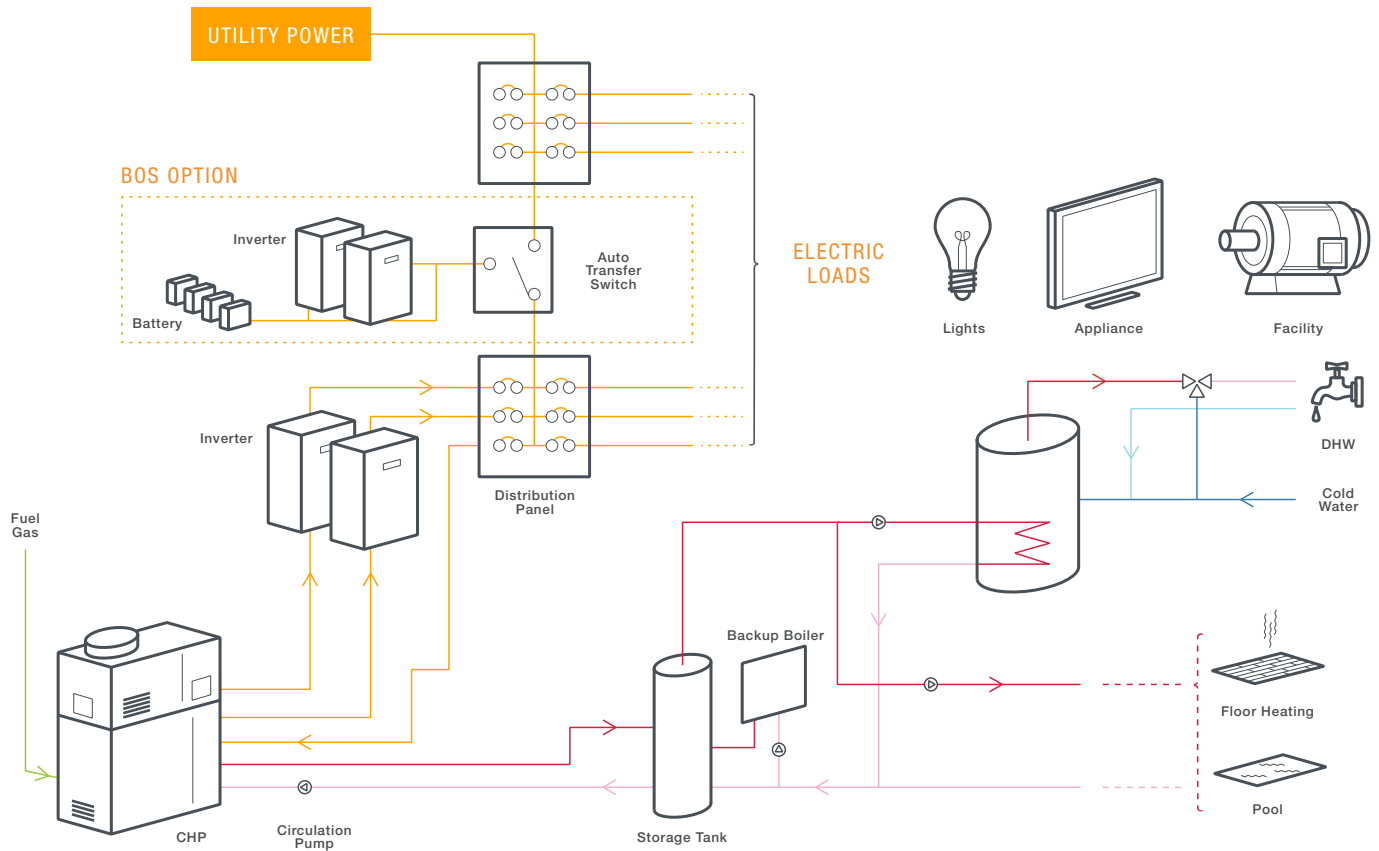 UTILITY POWER
BOS OPTION
Inverter
Battery
Auto
Transfer
Switch
ELECTRIC
LOADS
Lights
Appliance
Facility
Inverter
Distribution
Panel
DHW
Cold
Water
Fuel
Gas
Backup Boiler
Floor Heating
Pool
CHP
Circulation
Pump
Storage Tank